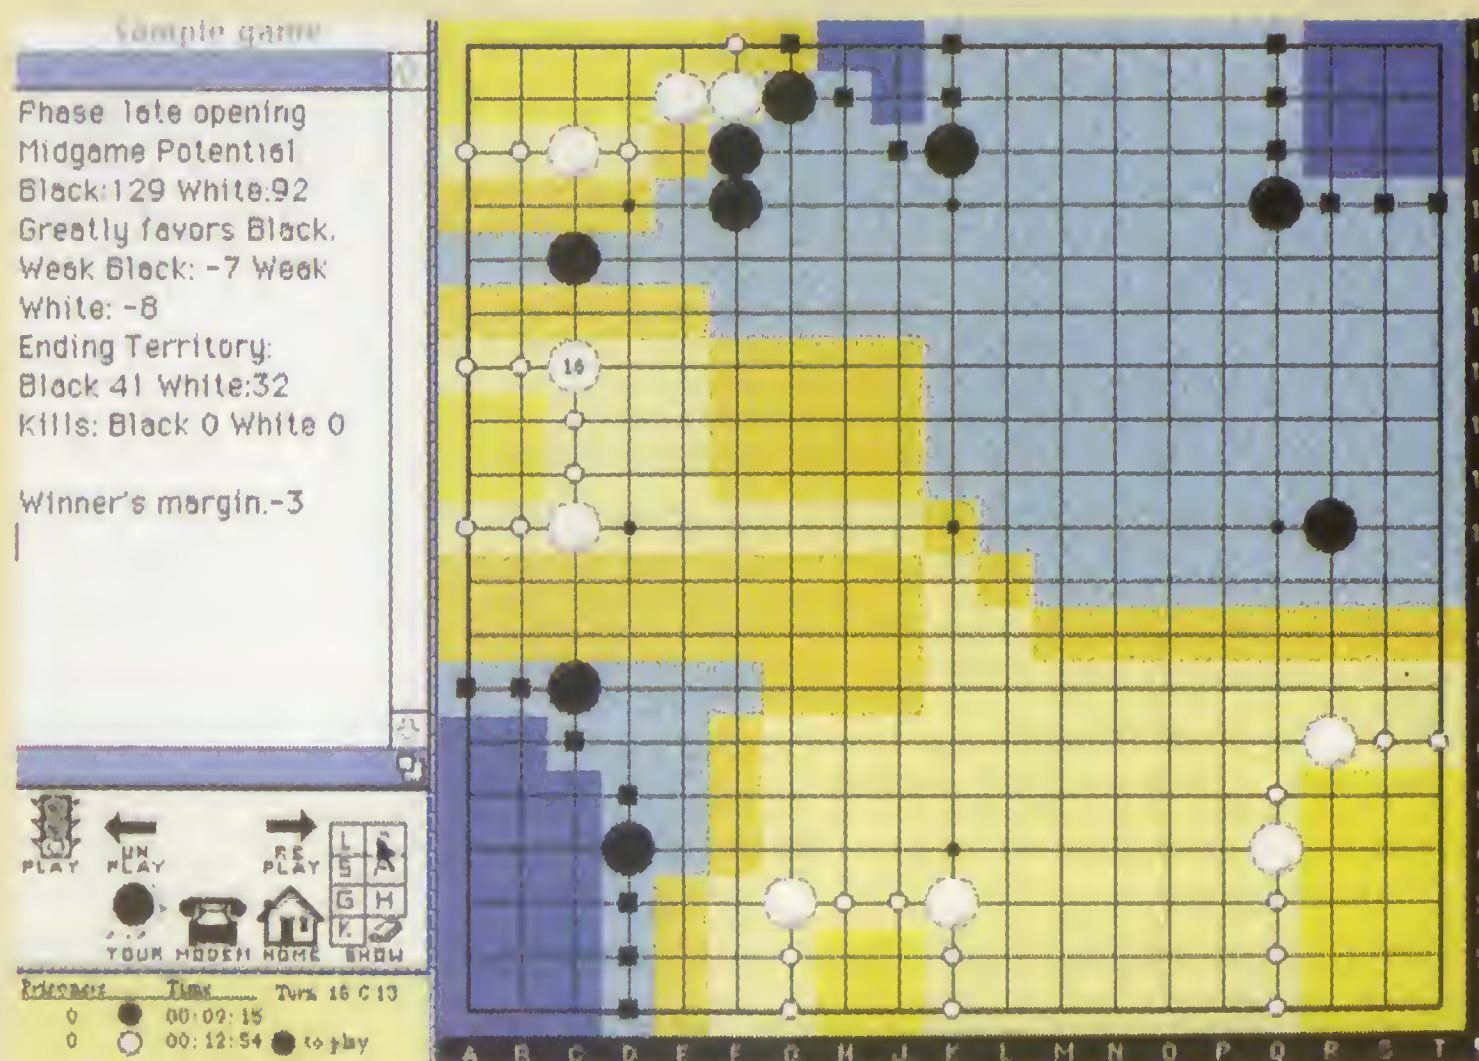 Sample game
Phase late opening
Midgame Potential
Black:129 White:92
Greatly favors Black.
Weak Black: -7 Weak
White: -8
Ending Territory:
Black 41 White:32
Kills: Black 0 White 0
Winner's margin.-3
16
UN RE
PLAY PLAY PLAY
L
S A
G H
K
TOUR MODEM HOME SHOW
Prisoners Time Turn 16 C 13
0 00:09:15
0 00:12:54 to play
A B C D E F G H J K L M N O P Q R S T